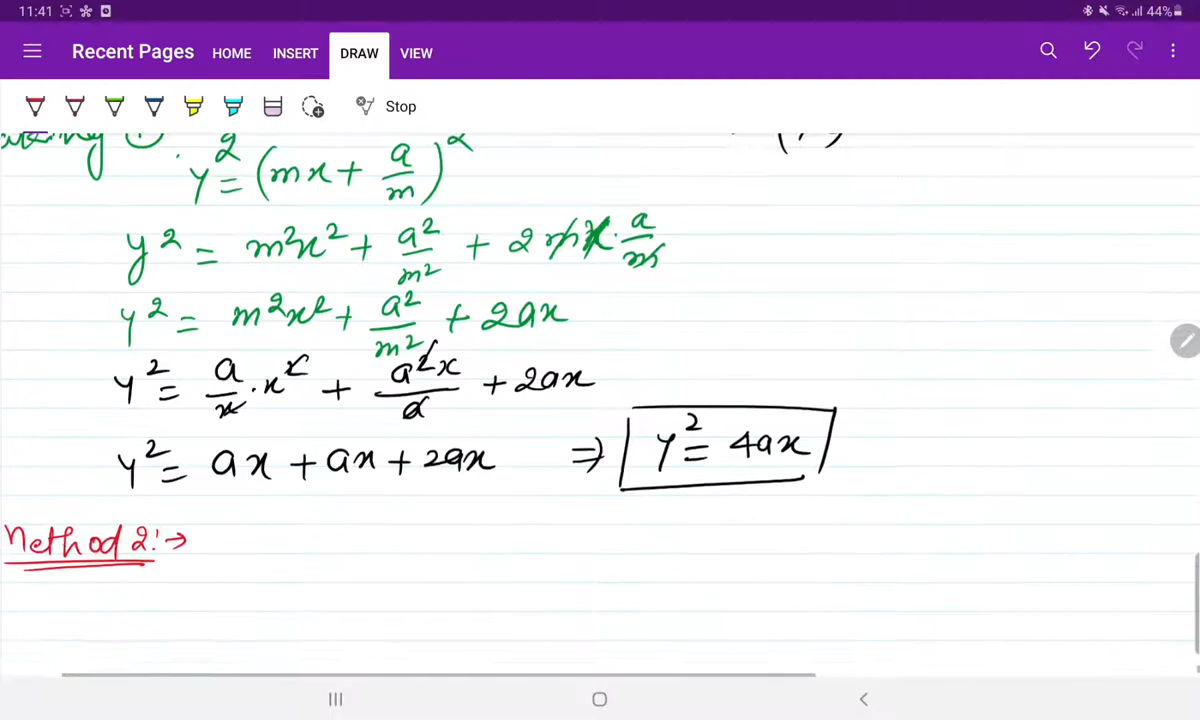 11:41 44%
Recent Pages HOME INSERT DRAW VIEW
Stop
y² = (mx + a/m)²
y² = m²x² + a²/m² + 2mx · a/m
y² = m²x² + a²/m² + 2ax
y² = a/x · x² + a²x/a + 2ax
y² = ax + ax + 2ax ⇒ y² = 4ax
Method 2:→